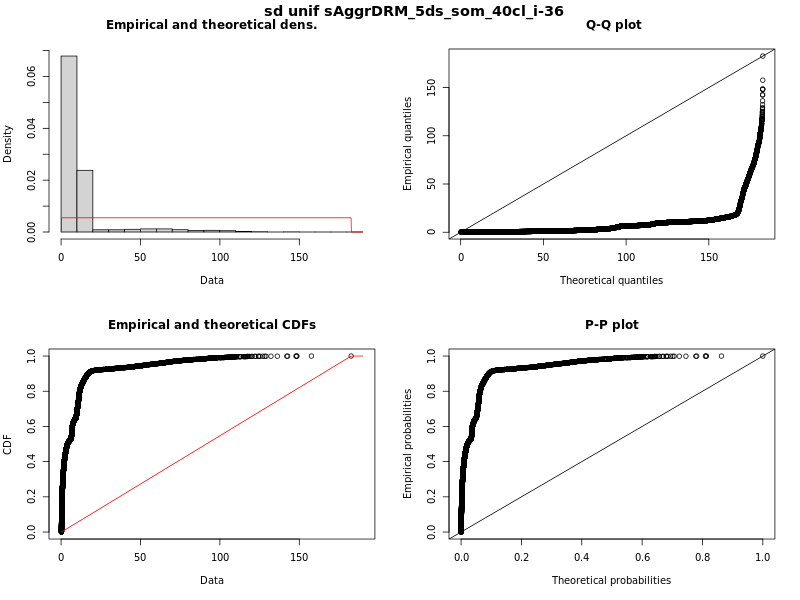 sd unif sAggrDRM_5ds_som_40cl_i-36
Empirical and theoretical dens.
Density
0.00 0.02 0.04 0.06
0 50 100 150
Data
Q-Q plot
Empirical quantiles
0 50 100 150
0 50 100 150
Theoretical quantiles
Empirical and theoretical CDFs
CDF
0.0 0.2 0.4 0.6 0.8 1.0
0 50 100 150
Data
P-P plot
Empirical probabilities
0.0 0.2 0.4 0.6 0.8 1.0
0.0 0.2 0.4 0.6 0.8 1.0
Theoretical probabilities